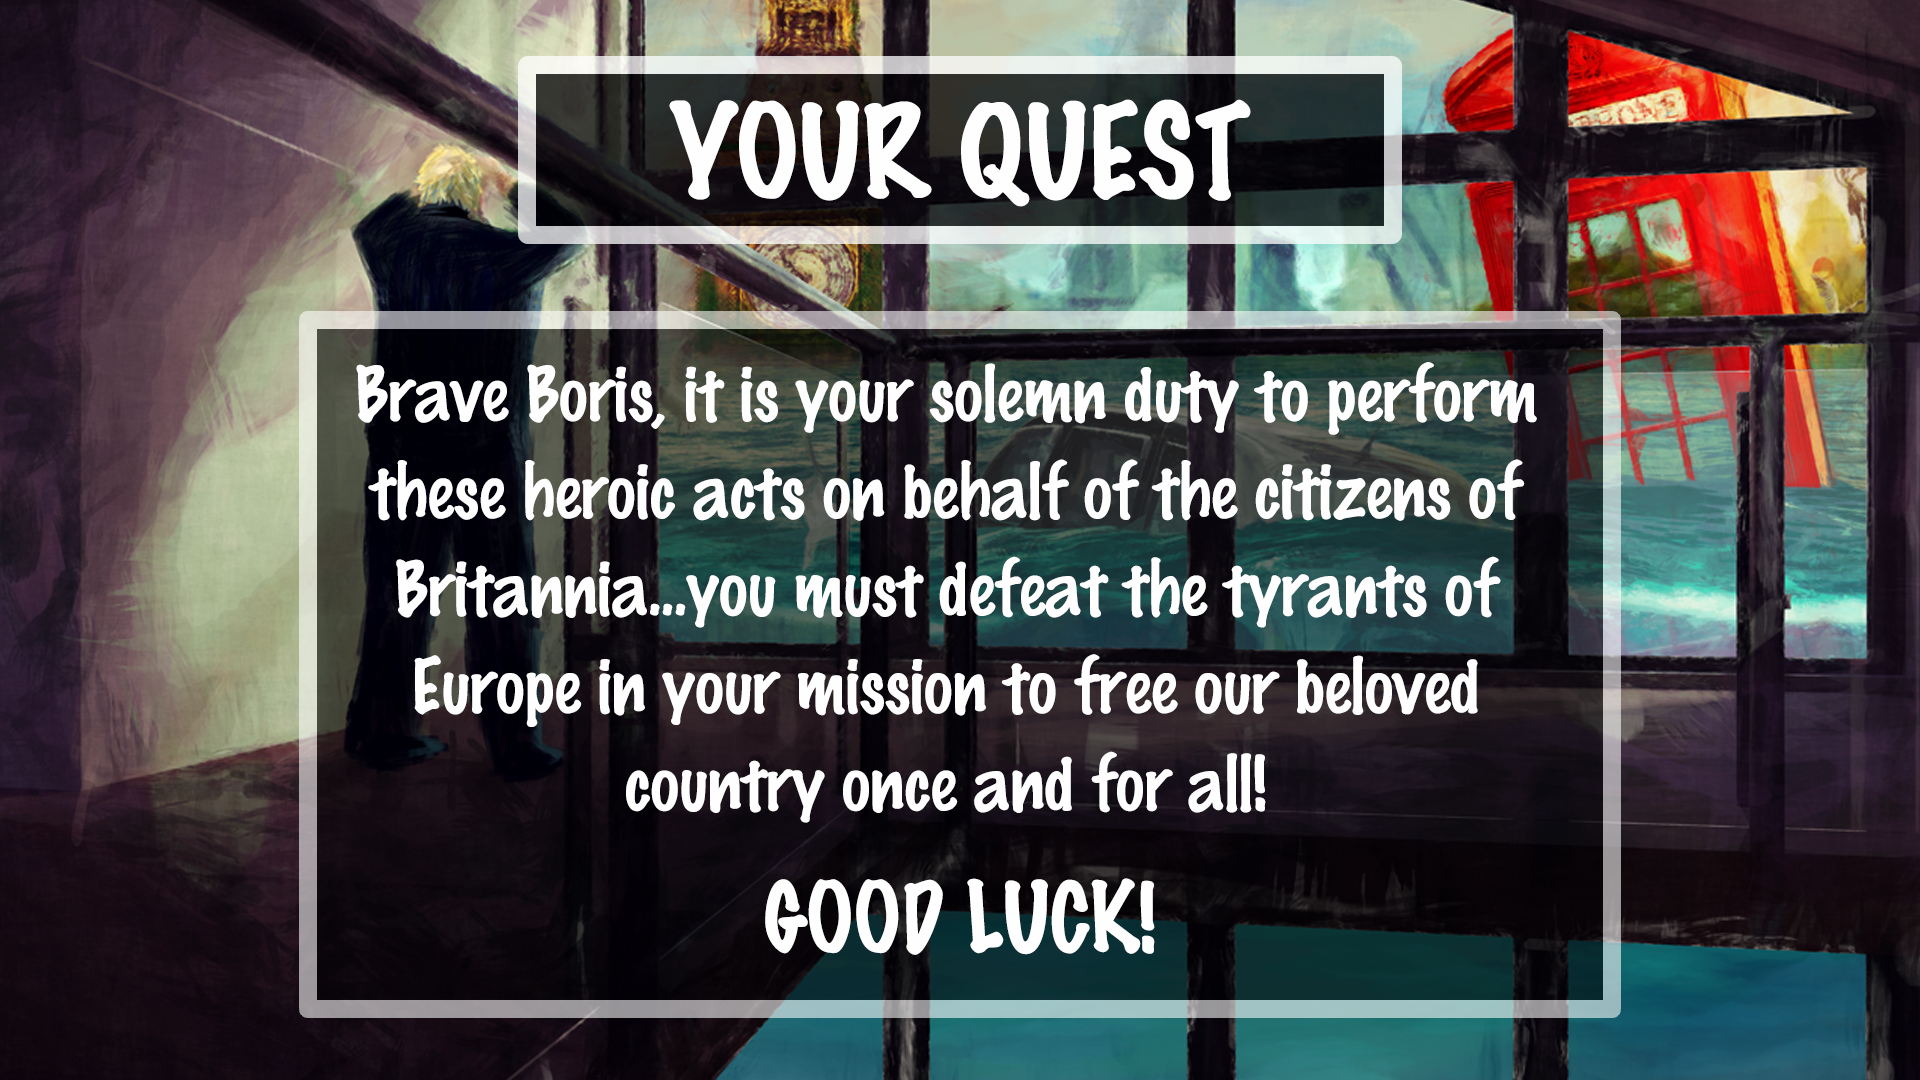 YOUR QUEST
Brave Boris, it is your solemn duty to perform
these heroic acts on behalf of the citizens of
Britannia...you must defeat the tyrants of
Europe in your mission to free our beloved
country once and for all!
GOOD LUCK!